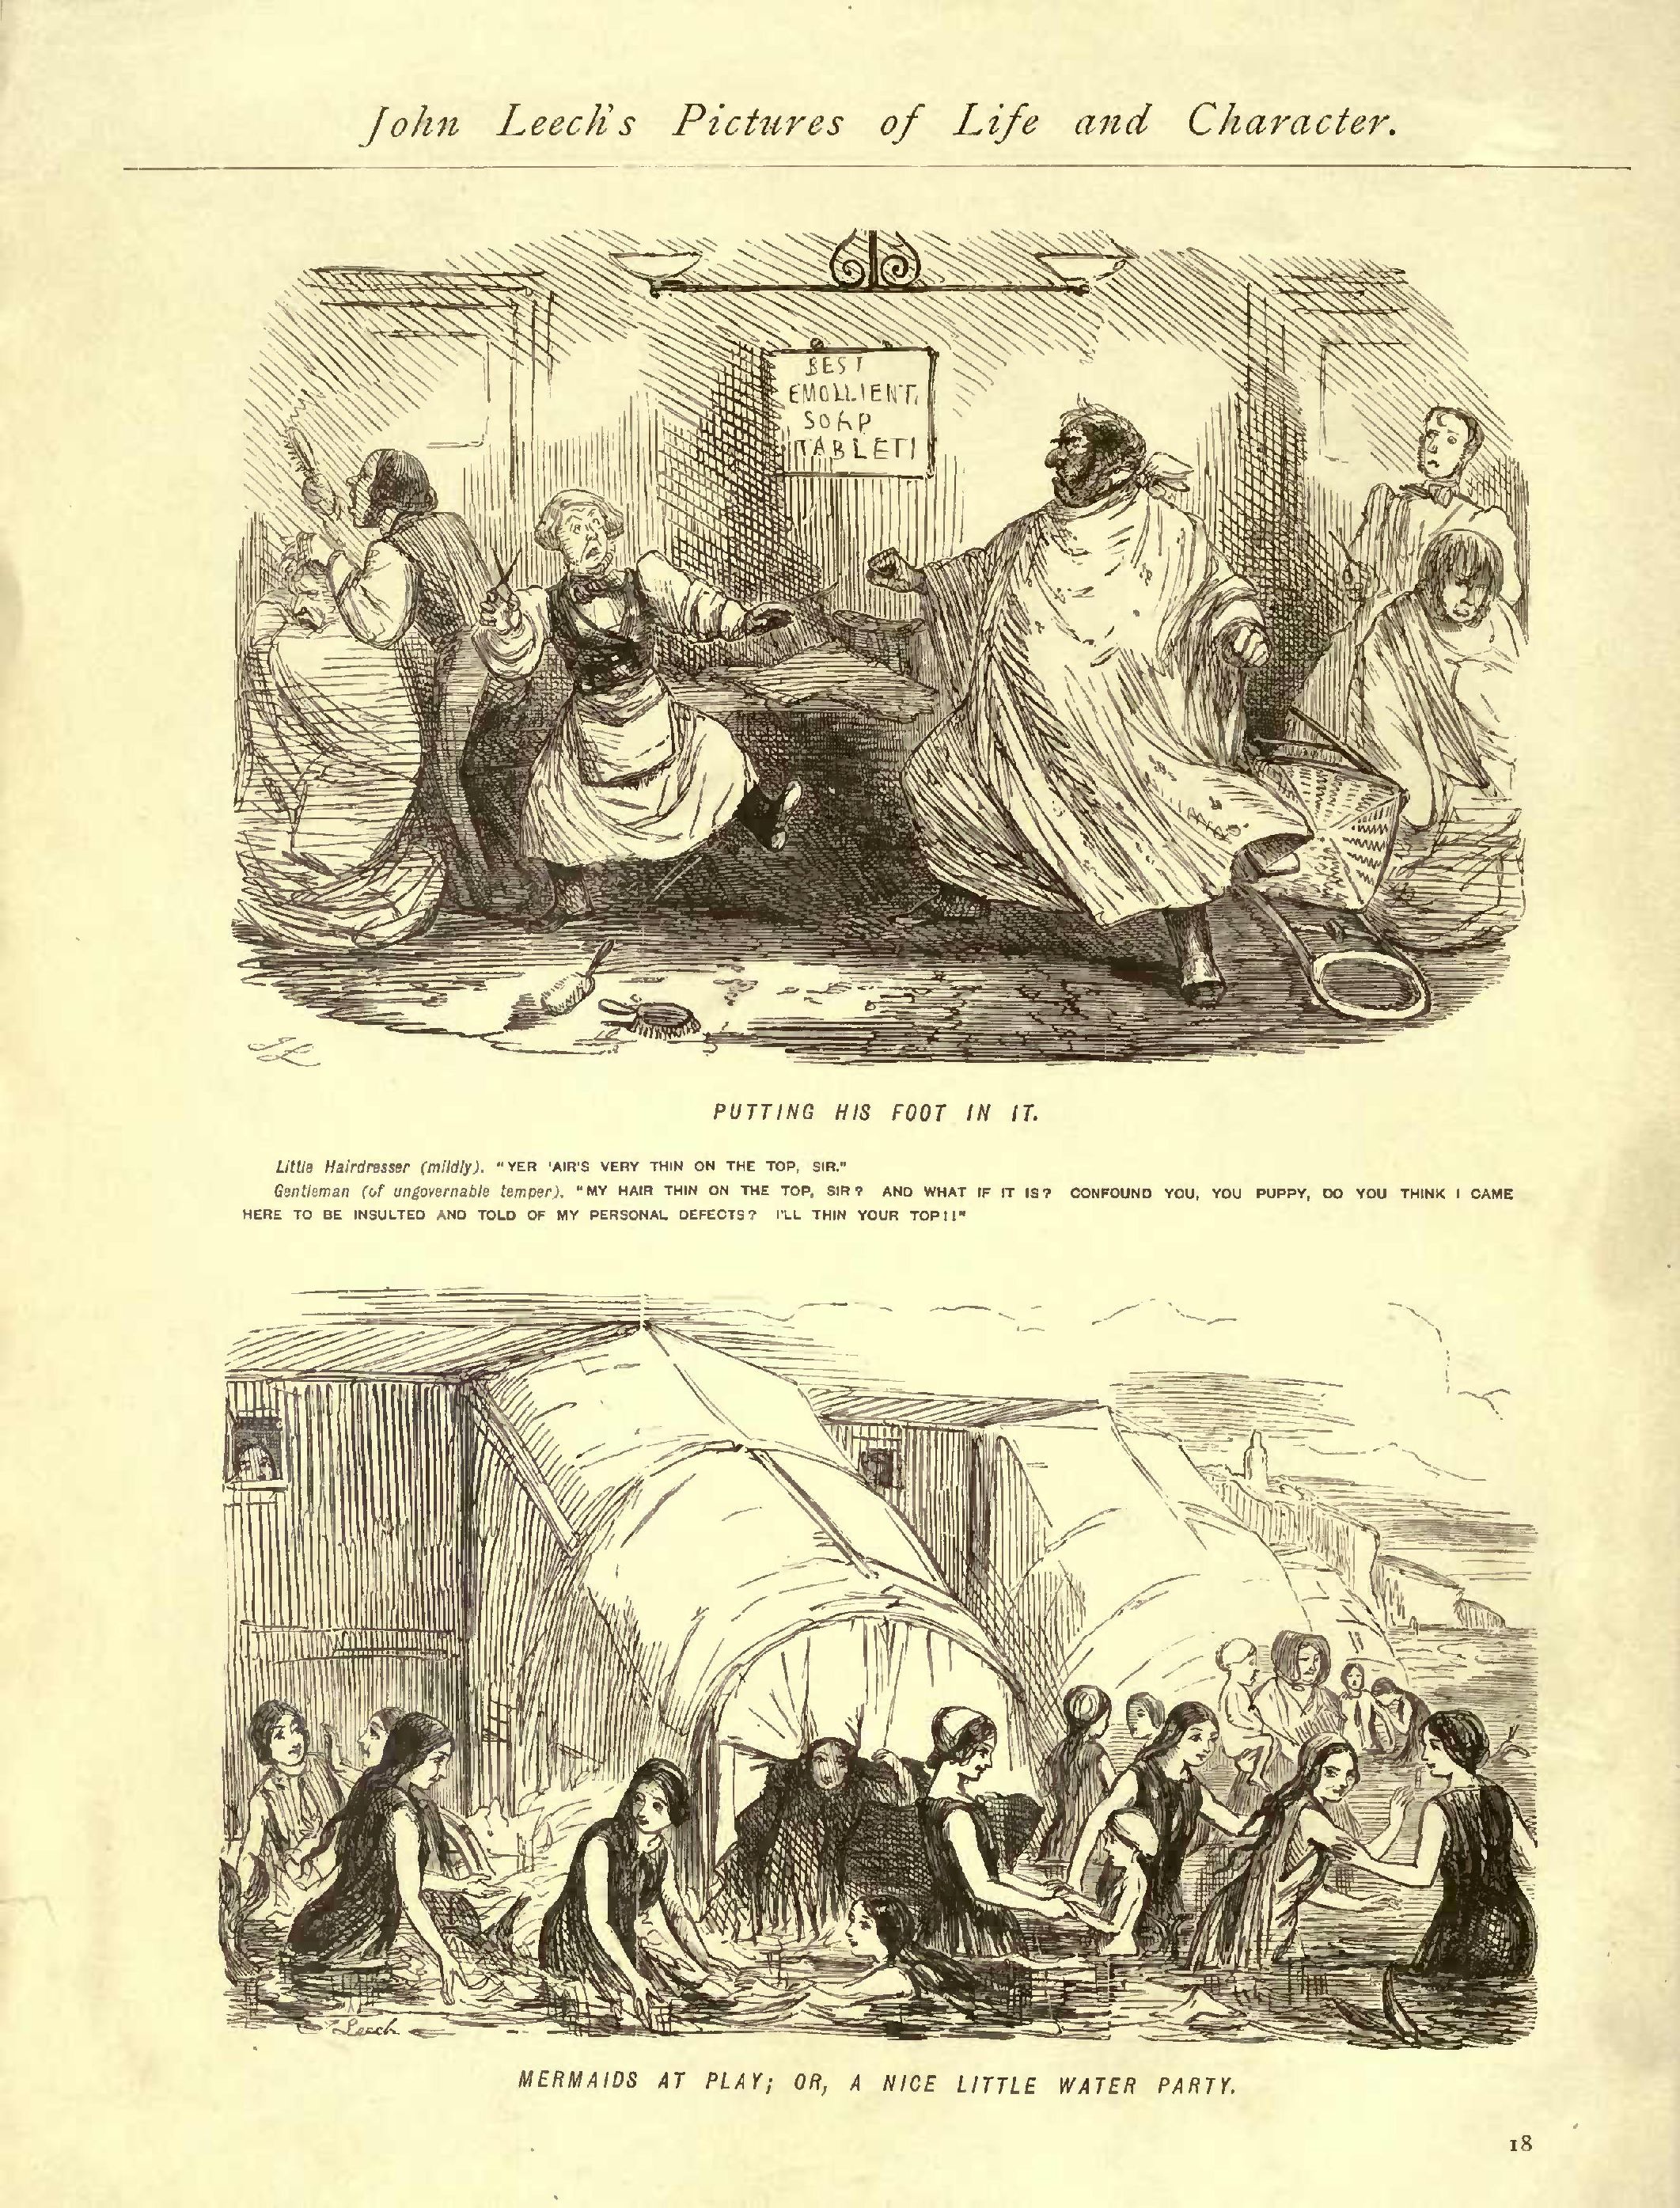 John Leech's Pictures of Life and Character.
BEST
EMOLLIENT
SOAP
TABLET
JL
PUTTING HIS FOOT IN IT.
Little Hairdresser (mildly). "YER 'AIR'S VERY THIN ON THE TOP, SIR."
Gentleman (of ungovernable temper). "MY HAIR THIN ON THE TOP, SIR? AND WHAT IF IT IS? CONFOUND YOU, YOU PUPPY, DO YOU THINK I CAME
HERE TO BE INSULTED AND TOLD OF MY PERSONAL DEFECTS? I'LL THIN YOUR TOP!!"
J Leech
MERMAIDS AT PLAY; OR, A NICE LITTLE WATER PARTY.
18